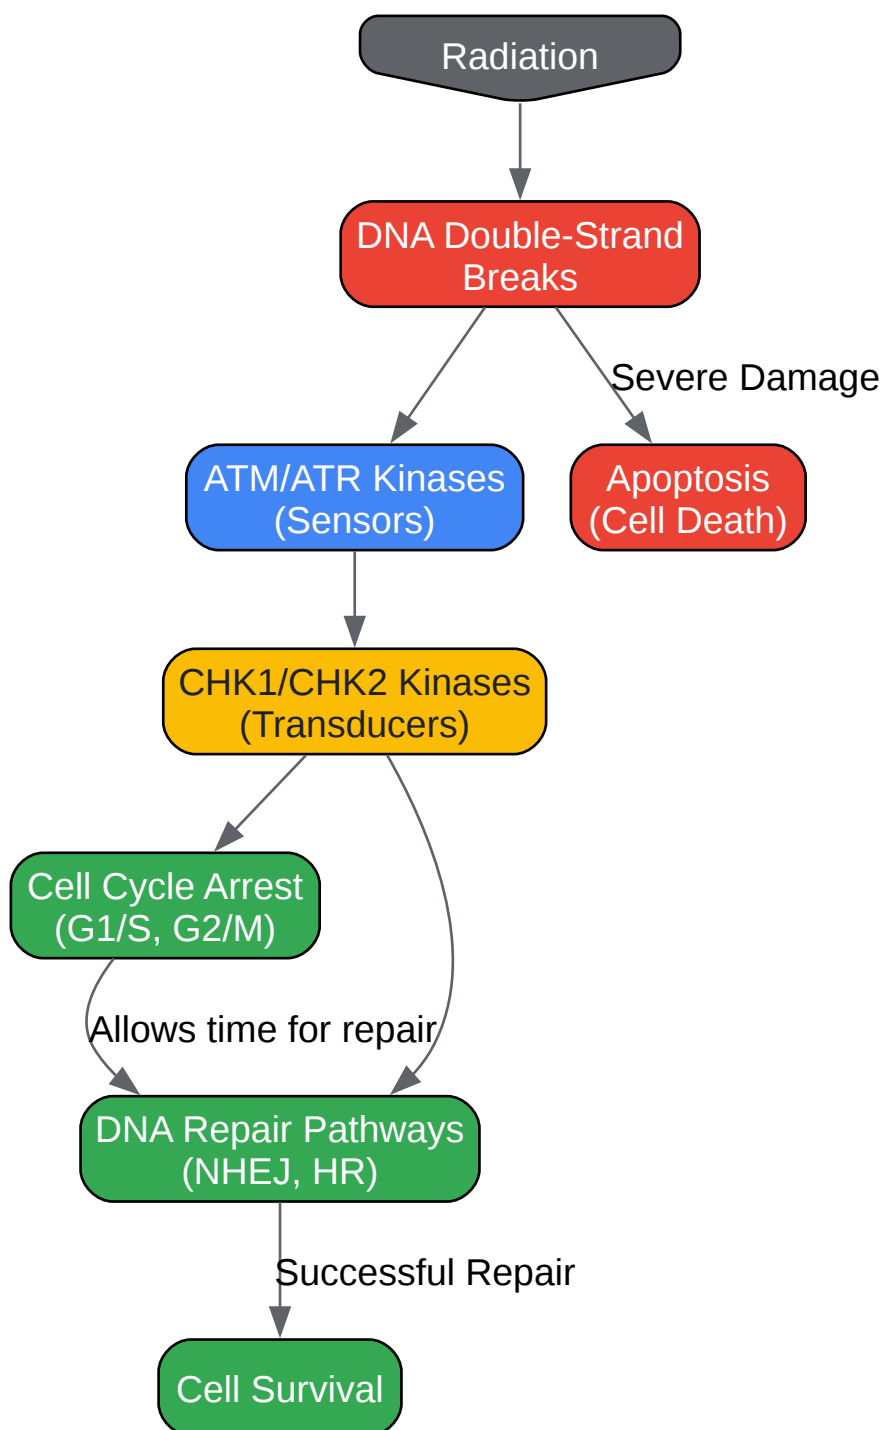 Radiation
DNA Double-Strand
Breaks
Severe Damage
ATM/ATR Kinases
(Sensors)
Apoptosis
(Cell Death)
CHK1/CHK2 Kinases
(Transducers)
Cell Cycle Arrest
(G1/S, G2/M)
Allows time for repair
DNA Repair Pathways
(NHEJ, HR)
Successful Repair
Cell Survival